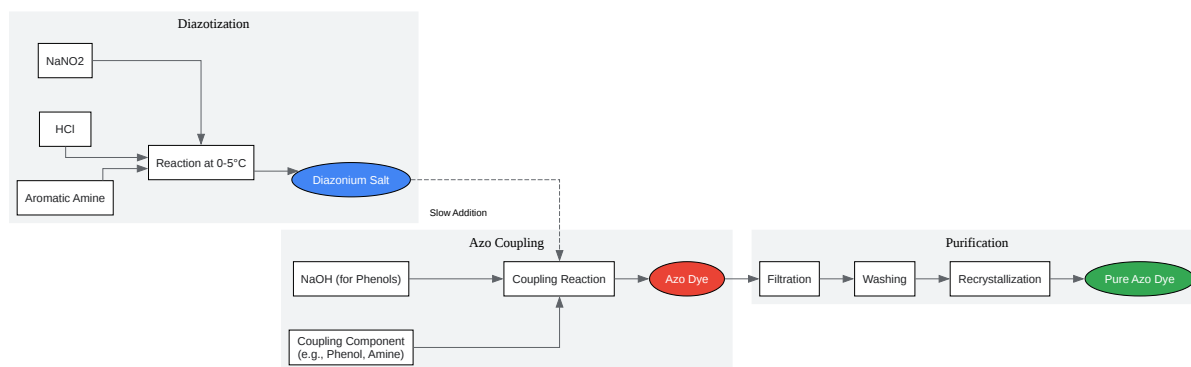 Diazotization
NaNO2
HCl
Reaction at 0-5°C
Aromatic Amine
Diazonium Salt
Slow Addition
Azo Coupling
NaOH (for Phenols)
Coupling Reaction
Azo Dye
Coupling Component
(e.g., Phenol, Amine)
Purification
Filtration
Washing
Recrystallization
Pure Azo Dye